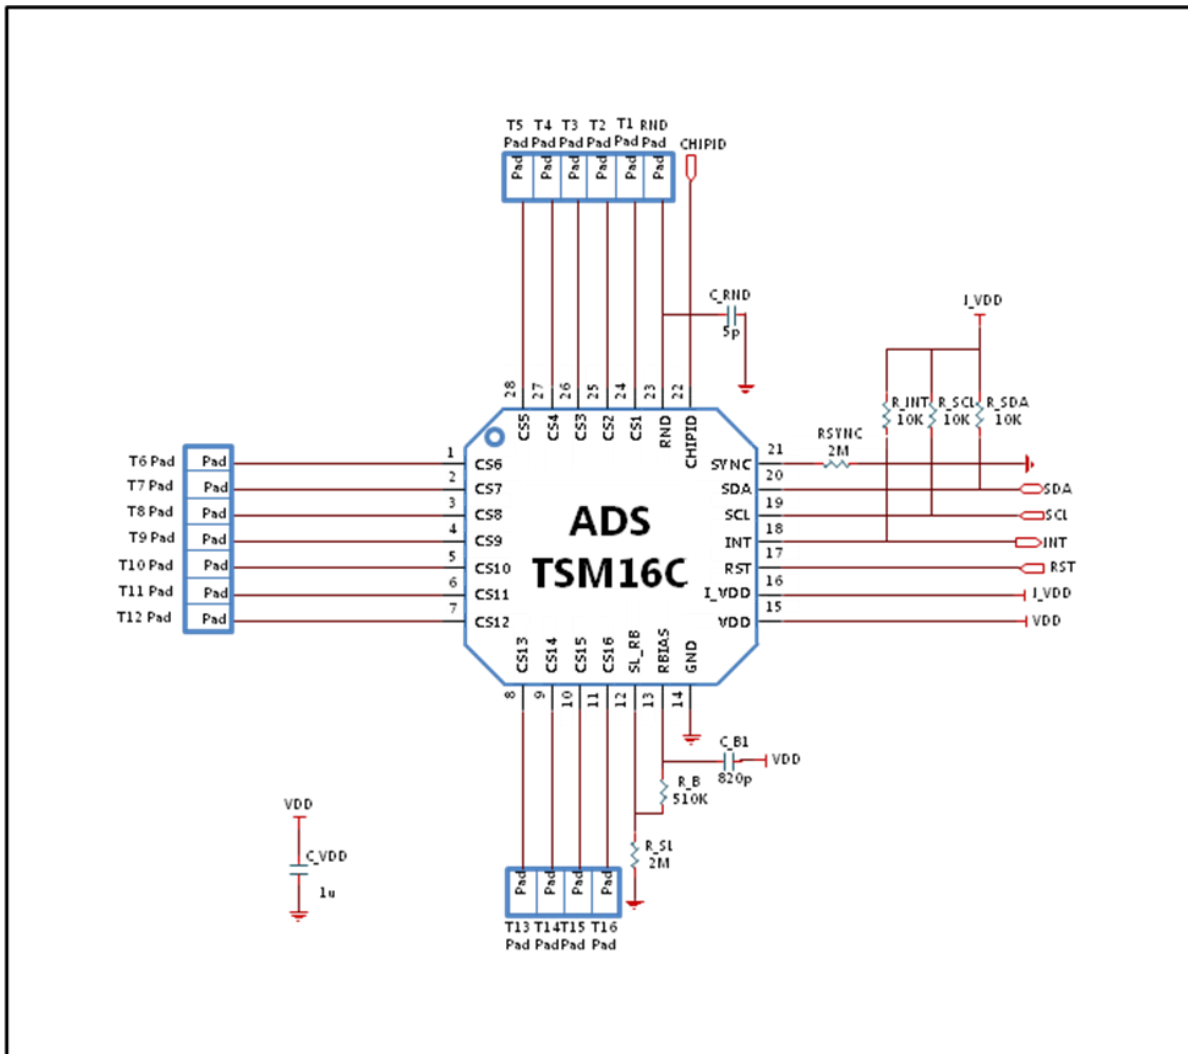 T5 T4 T3 T2 T1 RND
Pad Pad Pad Pad Pad Pad
CHIPID
Pad Pad Pad Pad Pad Pad
C_RND
5p
I_VDD
28 27 26 25 24 23 22
R_INT R_SCL R_SDA
10K 10K 10K
CS5 CS4 CS3 CS2 CS1 RND CHIPID
RSYNC
2M
T6 Pad Pad 1 CS6
T7 Pad Pad 2 CS7
T8 Pad Pad 3 CS8
T9 Pad Pad 4 CS9
T10 Pad Pad 5 CS10
T11 Pad Pad 6 CS11
T12 Pad Pad 7 CS12
ADS
TSM16C
SYNC 21
SDA 20 SDA
SCL 19 SCl
INT 18 INT
RST 17 RST
I_VDD 16 I_VDD
VDD 15 VDD
CS13 CS14 CS15 CS16 SL_RB RBIAS GND
8 9 10 11 12 13 14
C_B1
820p
VDD
R_B
510K
R_Sl
2M
VDD
C_VDD
1u
Pad Pad Pad Pad
T13 T14 T15 T16
Pad Pad Pad Pad